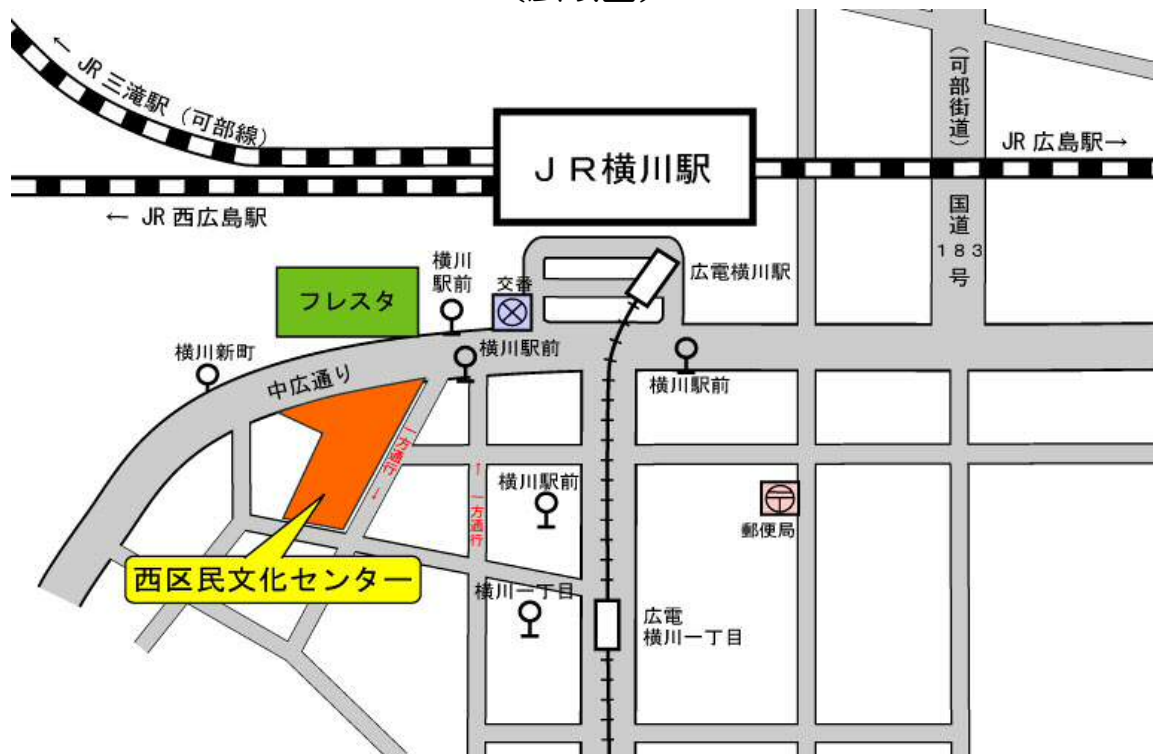 ← JR 三滝駅（可部線）
ＪＲ横川駅
（可部街道）
JR 広島駅→
← JR 西広島駅
国道
１８３
号
横川
駅前
交番
広電横川駅
フレスタ
横川新町
中広通り
横川駅前
横川駅前
一方通行
→
← 一方通行
横川駅前
郵便局
西区民文化センター
横川一丁目
広電
横川一丁目